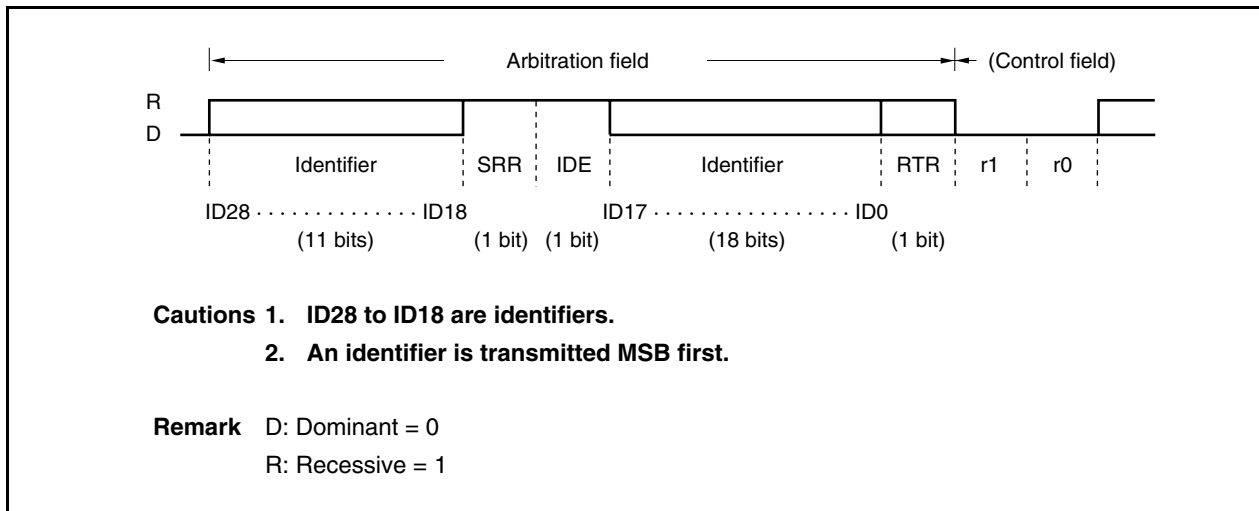 Arbitration field (Control field)
R
D
Identifier SRR IDE Identifier RTR r1 r0
ID28 · · · · · · · · · · · · · · ID18 ID17 · · · · · · · · · · · · · · · · · ID0
(11 bits) (1 bit) (1 bit) (18 bits) (1 bit)
Cautions 1. ID28 to ID18 are identifiers.
2. An identifier is transmitted MSB first.
Remark D: Dominant = 0
R: Recessive = 1